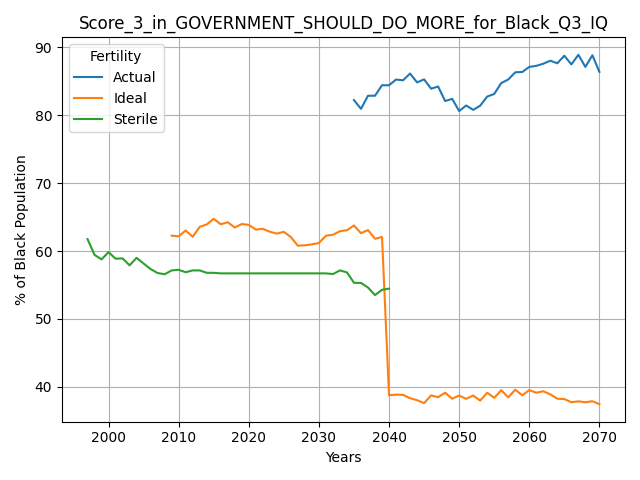 Score_3_in_GOVERNMENT_SHOULD_DO_MORE_for_Black_Q3_IQ
Fertility
Actual
Ideal
Sterile
% of Black Population
90
80
70
60
50
40
2000
2010
2020
2030
2040
2050
2060
2070
Years